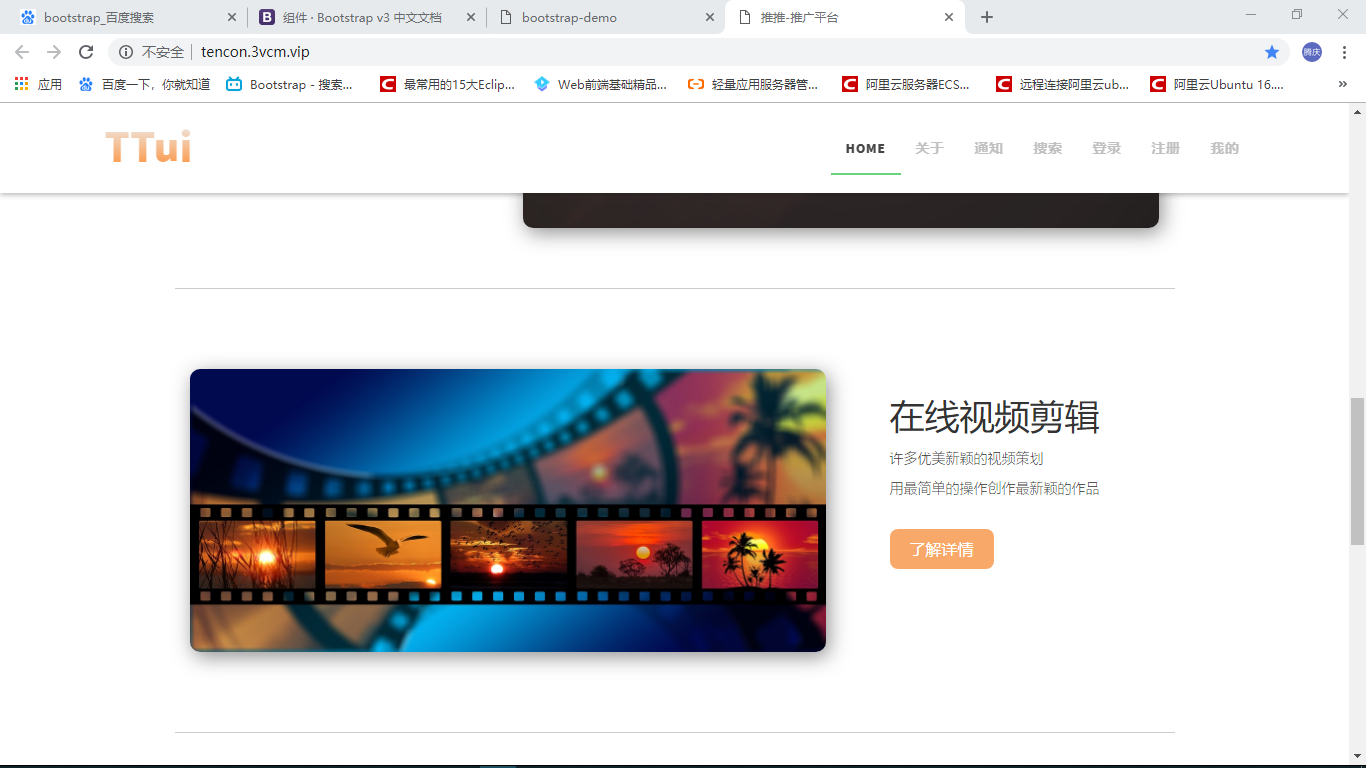 bootstrap_百度搜索
组件 · Bootstrap v3 中文文档
bootstrap-demo
推推-推广平台
不安全
tencon.3vcm.vip
腾庆
应用
百度一下，你就知道
Bootstrap - 搜索...
最常用的15大Eclip...
Web前端基础精品...
轻量应用服务器管...
阿里云服务器ECS...
远程连接阿里云ub...
阿里云Ubuntu 16....
»
TTui
HOME
关于
通知
搜索
登录
注册
我的
在线视频剪辑
许多优美新颖的视频策划
用最简单的操作创作最新颖的作品
了解详情